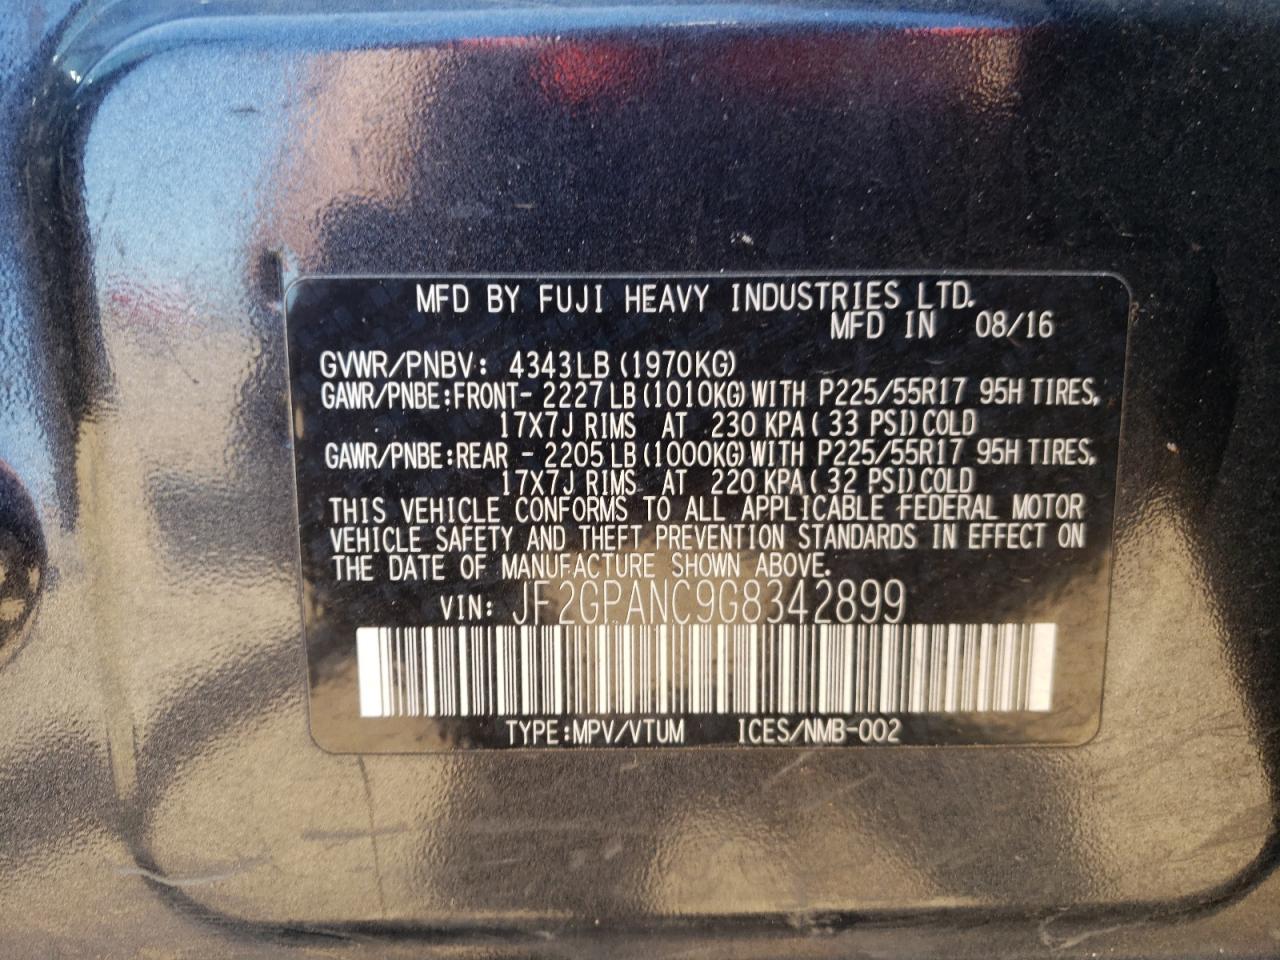 MFD BY FUJI HEAVY INDUSTRIES LTD.
MFD IN 08/16
GVWR/PNBV: 4343LB (1970KG)
GAWR/PNBE:FRONT- 2227 LB (1010KG) WITH P225/55R17 95H TIRES,
17X7J RIMS AT 230 KPA ( 33 PSI) COLD
GAWR/PNBE:REAR - 2205 LB (1000KG) WITH P225/55R17 95H TIRES,
17X7J RIMS AT 220 KPA ( 32 PSI) COLD
THIS VEHICLE CONFORMS TO ALL APPLICABLE FEDERAL MOTOR
VEHICLE SAFETY AND THEFT PREVENTION STANDARDS IN EFFECT ON
THE DATE OF MANUFACTURE SHOWN ABOVE.
VIN: JF2GPANC9G8342899
TYPE:MPV/VTUM ICES/NMB-002